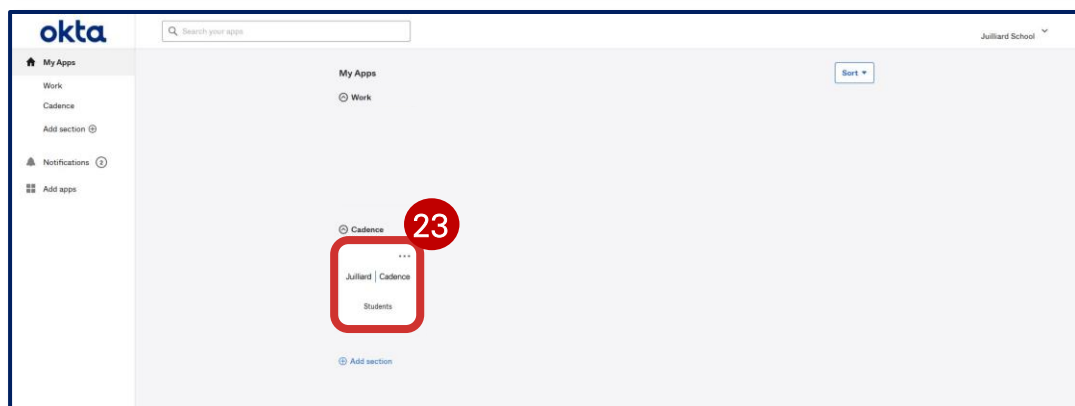 okta
Search your apps
Juilliard School
My Apps
Work
Cadence
Add section
Notifications 2
Add apps
My Apps
Sort
Work
Cadence
23
Juilliard | Cadence
Students
Add section